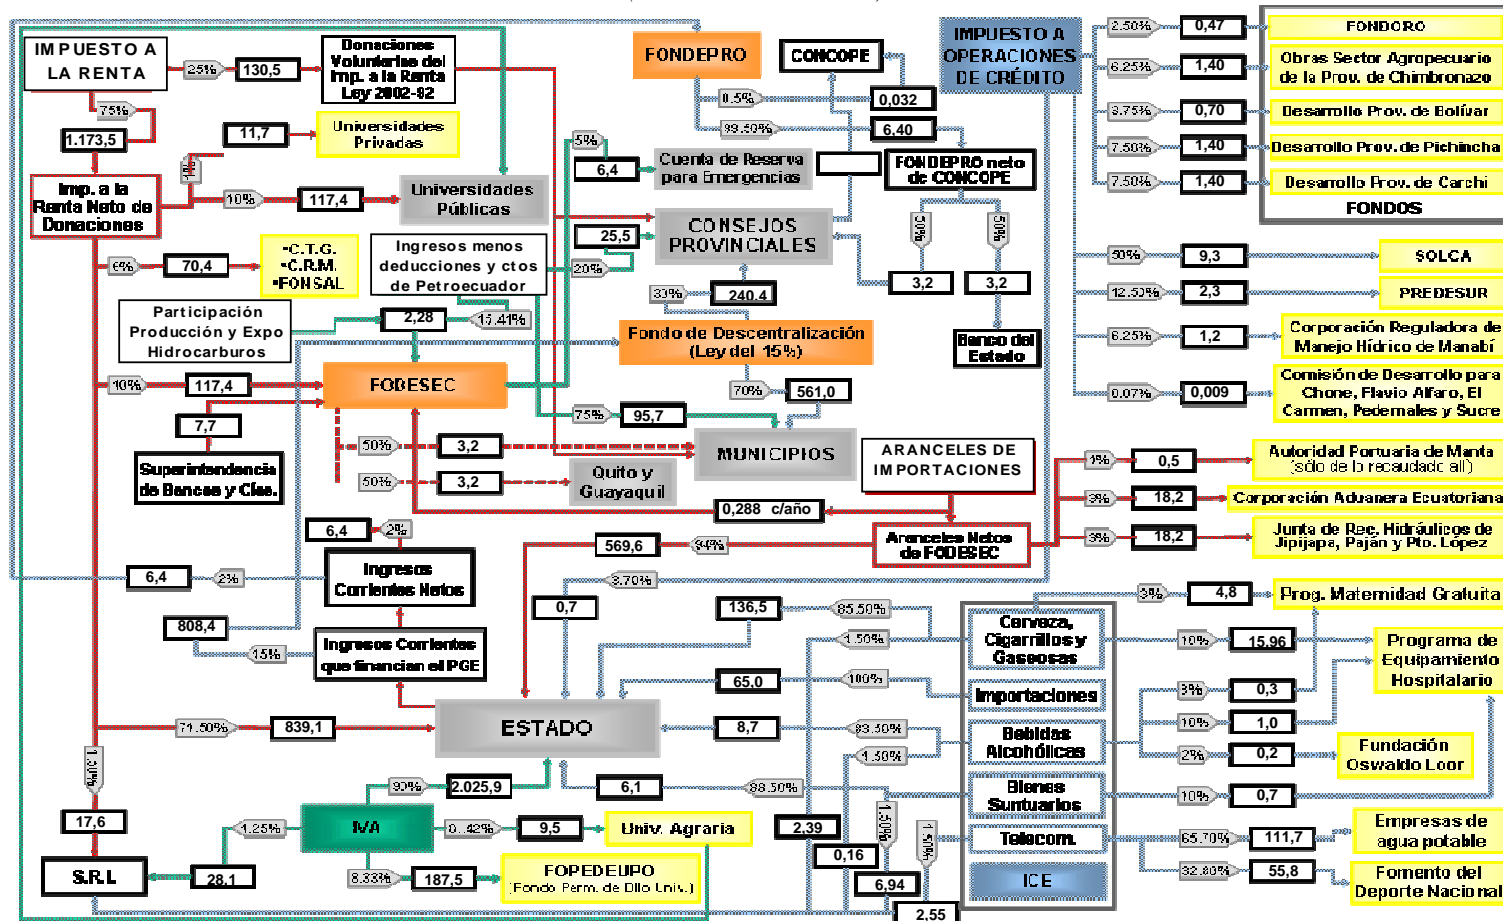 IMPUESTO A
LA RENTA
25%
130,5
Donaciones
Voluntarias del
Imp. a la Renta
Ley 2002-92
FONDEPRO
CONCOPE
IMPUESTO A
OPERACIONES
DE CRÉDITO
2.50%
0,47
FONDORO
6.25%
1,40
Obras Sector Agropecuario
de la Prov. de Chimbronazo
3.75%
0,70
Desarrollo Prov. de Bolívar
7.50%
1,40
Desarrollo Prov. de Pichincha
7.50%
1,40
Desarrollo Prov. de Carchi
FONDOS
75%
1.173,5
11,7
Universidades
Privadas
0.5%
0,032
99.50%
6,40
5%
6,4
Cuenta de Reserva
para Emergencias
FONDEPRO neto
de CONCOPE
Imp. a la
Renta Neto de
Donaciones
10%
117,4
Universidades
Públicas
CONSEJOS
PROVINCIALES
25,5
20%
50%
50%
3,2
3,2
Banco del
Estado
50%
9,3
SOLCA
12.50%
2,3
PREDESUR
6.25%
1,2
Corporación Reguladora de
Manejo Hídrico de Manabí
0.07%
0,009
Comisión de Desarrollo para
Chone, Flavio Alfaro, El
Carmen, Pedernales y Sucre
6%
70,4
•C.T.G.
•C.R.M.
•FONSAL
Ingresos menos
deducciones y ctos
de Petroecuador
Participación
Producción y Expo
Hidrocarburos
2,28
15.41%
30%
240.4
Fondo de Descentralización
(Ley del 15%)
70%
561,0
10%
117,4
FODESEC
7,7
Superintendencia
de Bancos y Cías.
75%
95,7
50%
3,2
MUNICIPIOS
50%
3,2
Quito y
Guayaquil
ARANCELES DE
IMPORTACIONES
0,288 c/año
Aranceles Netos
de FODESEC
94%
569,6
1%
0,5
Autoridad Portuaria de Manta
(sólo de lo recaudado allí)
3%
18,2
Corporación Aduanera Ecuatoriana
3%
18,2
Junta de Rec. Hidráulicos de
Jipijapa, Paján y Pto. López
6,4
2%
Ingresos
Corrientes Netos
6,4
2%
808,4
15%
Ingresos Corrientes
que financian el PGE
3.70%
0,7
136,5
85.50%
1.50%
Cerveza,
Cigarrillos y
Gaseosas
3%
4,8
Prog. Maternidad Gratuita
10%
15,96
Programa de
Equipamiento
Hospitalario
65,0
100%
Importaciones
3%
0,3
ESTADO
71.50%
839,1
8,7
83.50%
1.50%
Bebidas
Alcohólicas
10%
1,0
2%
0,2
Fundación
Oswaldo Loor
90%
2.025,9
6,1
88.50%
Bienes
Suntuarios
10%
0,7
1.50%
17,6
IVA
0.42%
9,5
Univ. Agraria
2,39
1.50%
Telecom.
65.70%
111,7
Empresas de
agua potable
1.25%
28.1
S.R.I.
8.33%
187,5
FOPEDEUPO
(Fondo Perm. de Dllo Univ.)
0,16
6,94
2,55
ICE
32.80%
55,8
Fomento del
Deporte Nacional